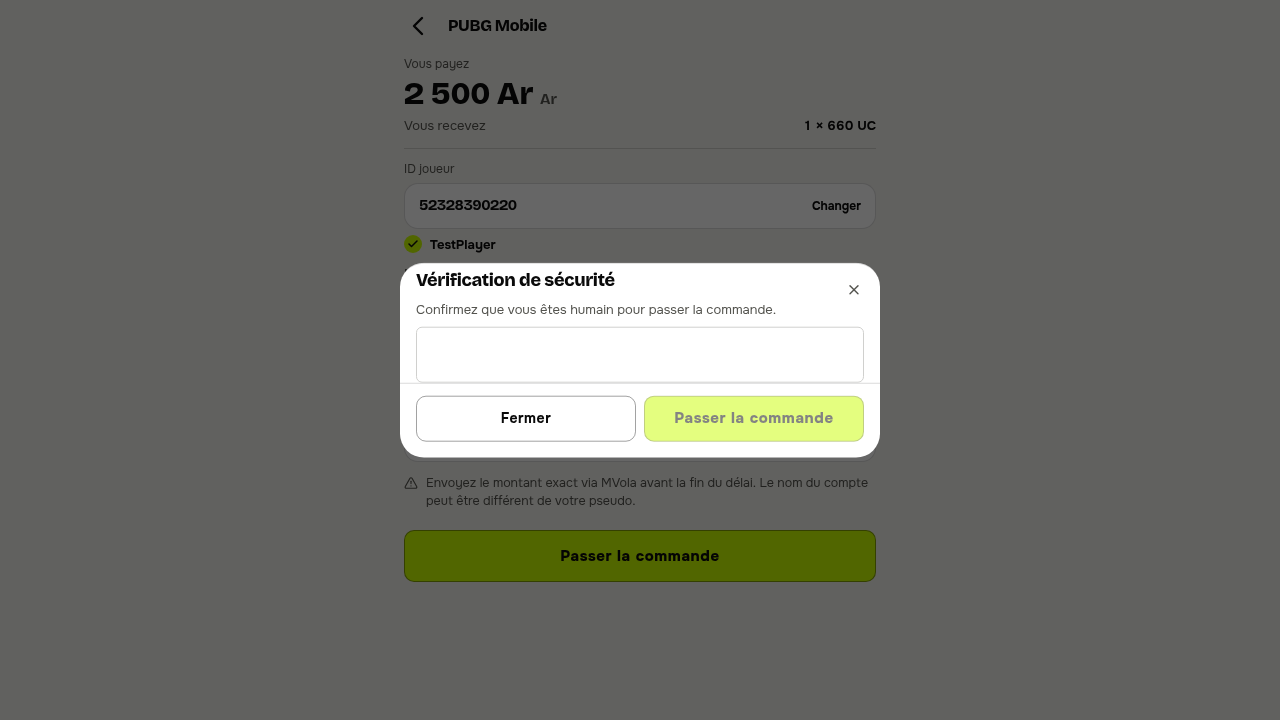 PUBG Mobile
Vous payez
2 500 Ar Ar
Vous recevez 1 × 660 UC
ID joueur
52328390220 Changer
TestPlayer
Vérification de sécurité
Confirmez que vous êtes humain pour passer la commande.
Fermer Passer la commande
Envoyez le montant exact via MVola avant la fin du délai. Le nom du compte
peut être différent de votre pseudo.
Passer la commande